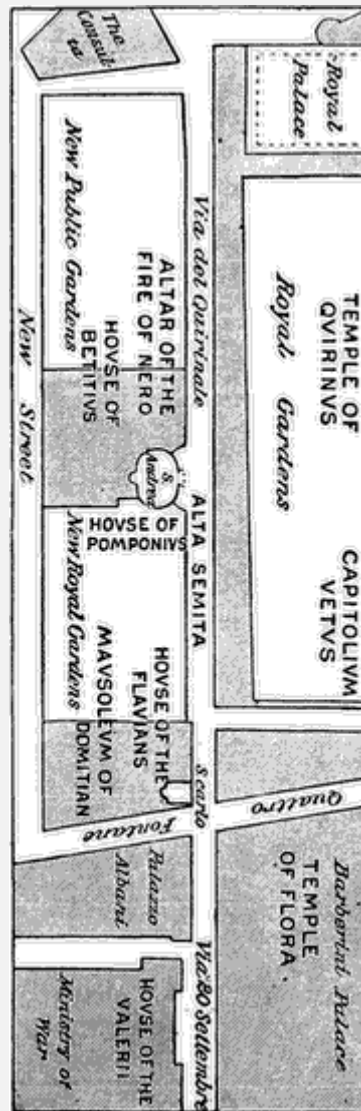 The
Consul-
ta
Royal
Palace
Via del Quirinale
New Public Gardens
ALTAR OF THE
FIRE OF NERO
HOVSE OF
BETITIVS
TEMPLE OF
QVIRINVS
Royal Gardens
CAPITOLIVM
VETVS
New Street
S. Andrea
HOVSE OF
POMPONIVS
ALTA SEMITA
New Royal Gardens
HOVSE OF THE
FLAVIANS
MAVSOLEVM OF
DOMITIAN
S carlo
Quattro
Fontane
Palazzo
Albani
Barberini Palace
TEMPLE
OF FLORA.
Via 20 Settembre
HOVSE OF THE
VALERII
Ministry of
War